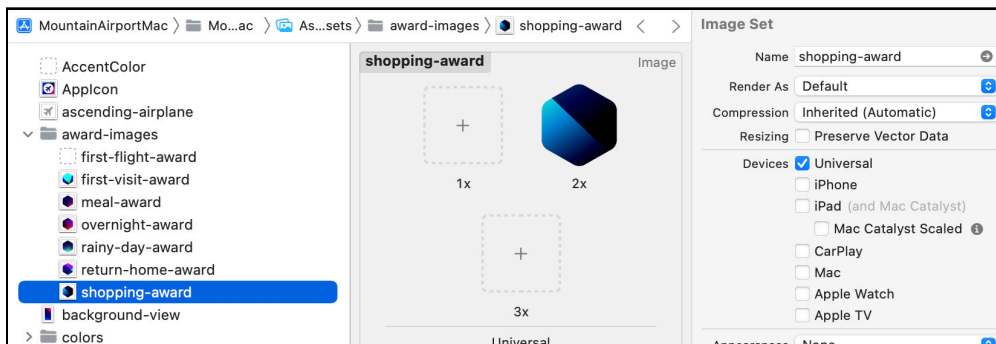 MountainAirportMac 〉 Mo...ac 〉 As...sets 〉 award-images 〉 shopping-award < >
AccentColor
AppIcon
ascending-airplane
award-images
first-flight-award
first-visit-award
meal-award
overnight-award
rainy-day-award
return-home-award
shopping-award
background-view
colors
shopping-award Image
1x 2x
3x
Universal
Image Set
Name shopping-award
Render As Default
Compression Inherited (Automatic)
Resizing Preserve Vector Data
Devices Universal
iPhone
iPad (and Mac Catalyst)
Mac Catalyst Scaled
CarPlay
Mac
Apple Watch
Apple TV
Appearances None